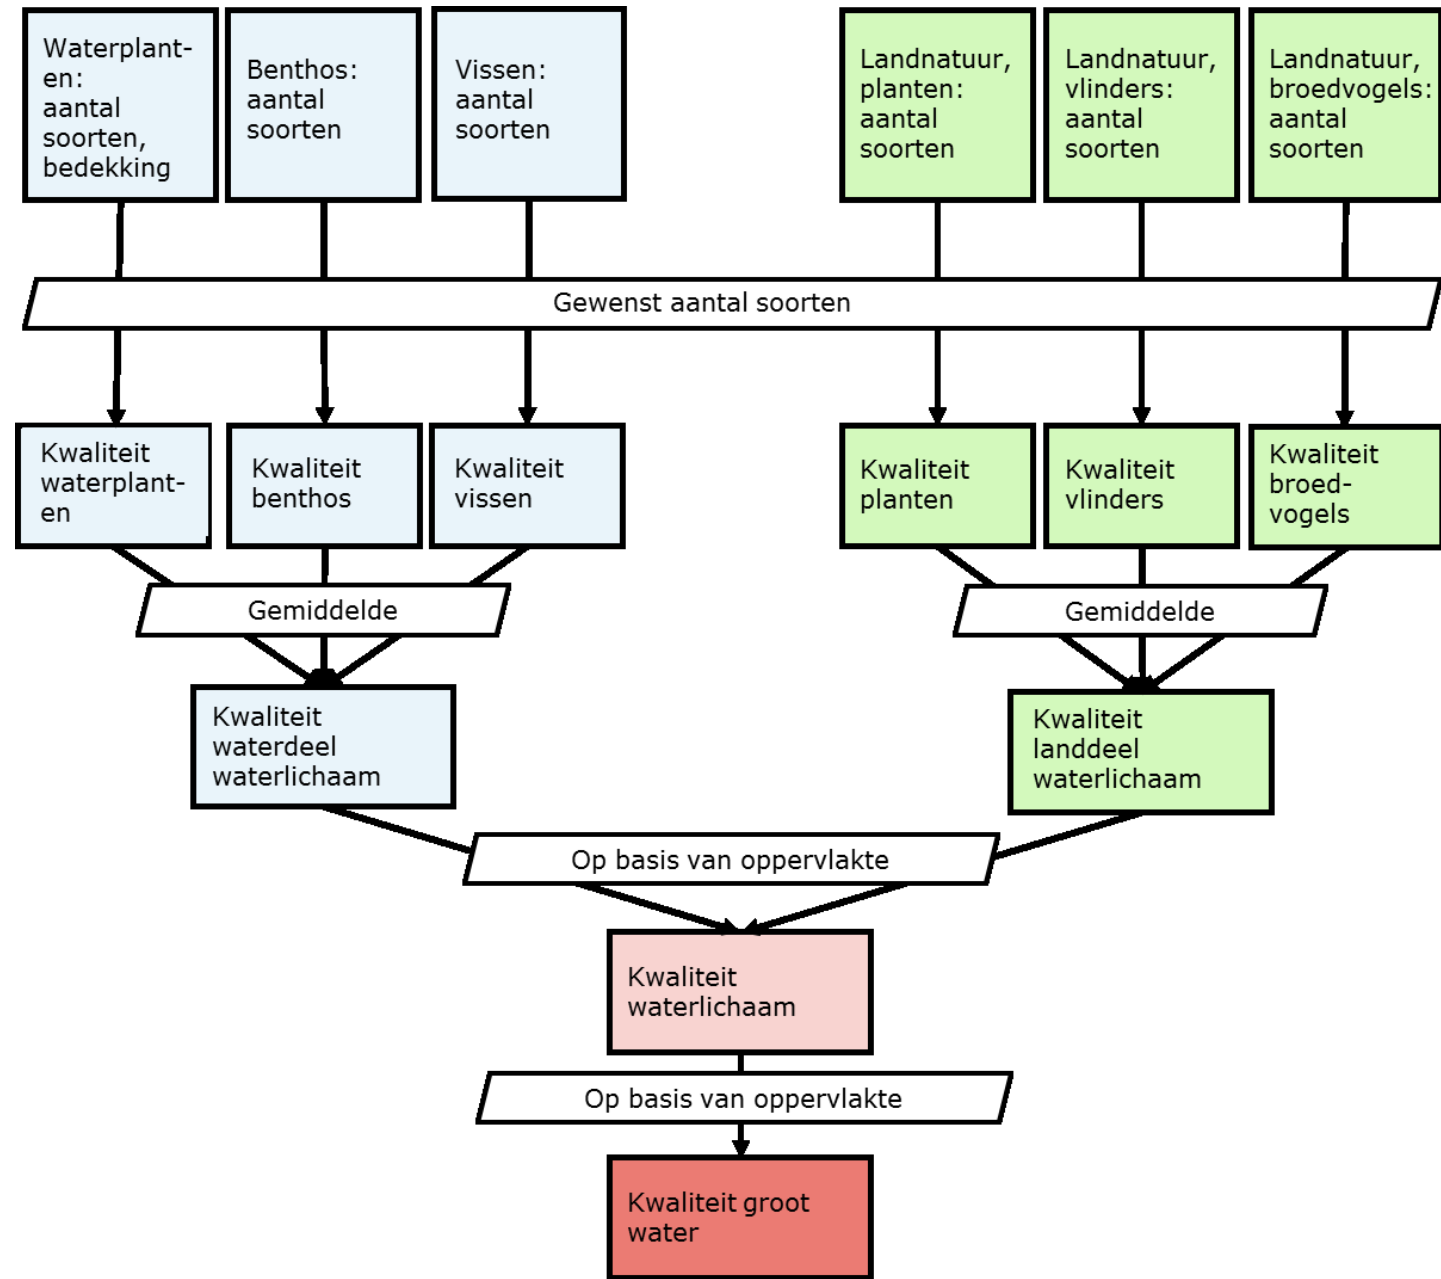 Waterplant-
en:
aantal
soorten,
bedekking
Benthos:
aantal
soorten
Vissen:
aantal
soorten
Landnatuur,
planten:
aantal
soorten
Landnatuur,
vlinders:
aantal
soorten
Landnatuur,
broedvogels:
aantal
soorten
Gewenst aantal soorten
Kwaliteit
waterplant-
en
Kwaliteit
benthos
Kwaliteit
vissen
Kwaliteit
planten
Kwaliteit
vlinders
Kwaliteit
broed-
vogels
Gemiddelde
Gemiddelde
Kwaliteit
waterdeel
waterlichaam
Kwaliteit
landdeel
waterlichaam
Op basis van oppervlakte
Kwaliteit
waterlichaam
Op basis van oppervlakte
Kwaliteit groot
water